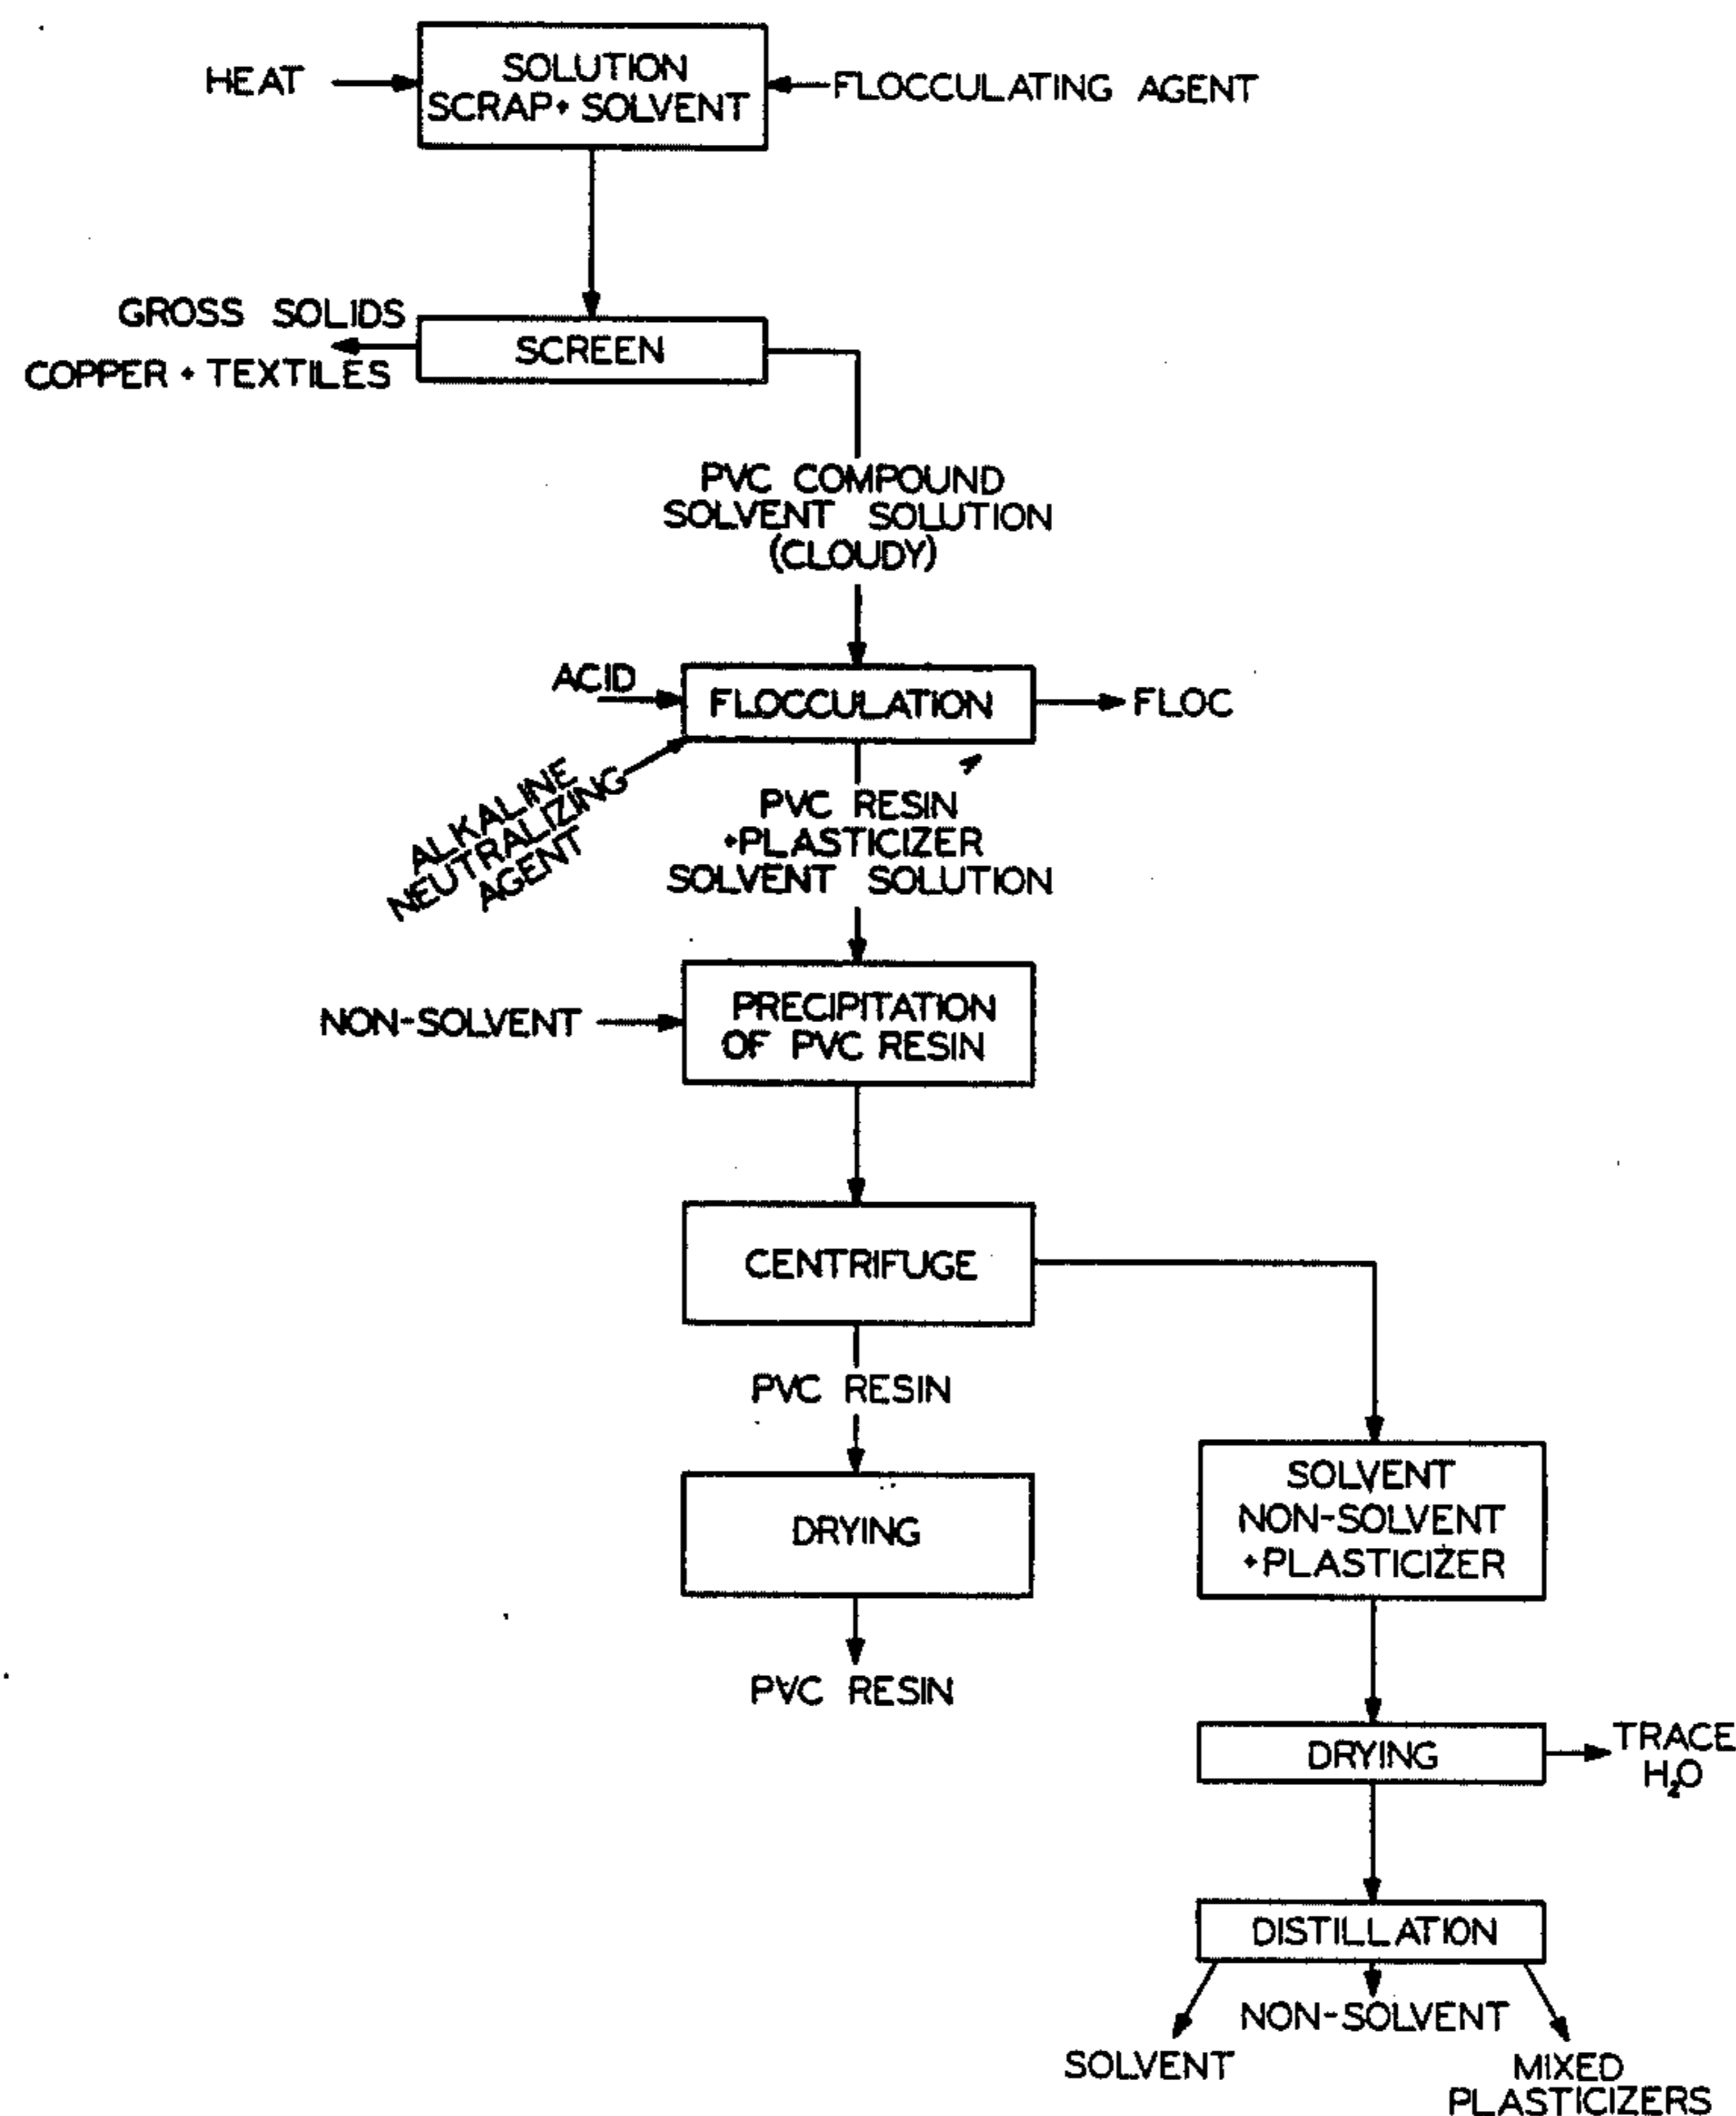 HEAT
SOLUTION
SCRAP+ SOLVENT
FLOCCULATING AGENT
GROSS SOLIDS
COPPER + TEXTILES
SCREEN
PVC COMPOUND
SOLVENT SOLUTION
(CLOUDY)
ACID
FLOCCULATION
FLOC
ALKALINE
NEUTRALIZING
AGENT
PVC RESIN
+PLASTICIZER
SOLVENT SOLUTION
NON-SOLVENT
PRECIPITATION
OF PVC RESIN
CENTRIFUGE
PVC RESIN
DRYING
PVC RESIN
SOLVENT
NON-SOLVENT
+PLASTICIZER
DRYING
TRACE
H₂O
DISTILLATION
SOLVENT
NON-SOLVENT
MIXED
PLASTICIZERS